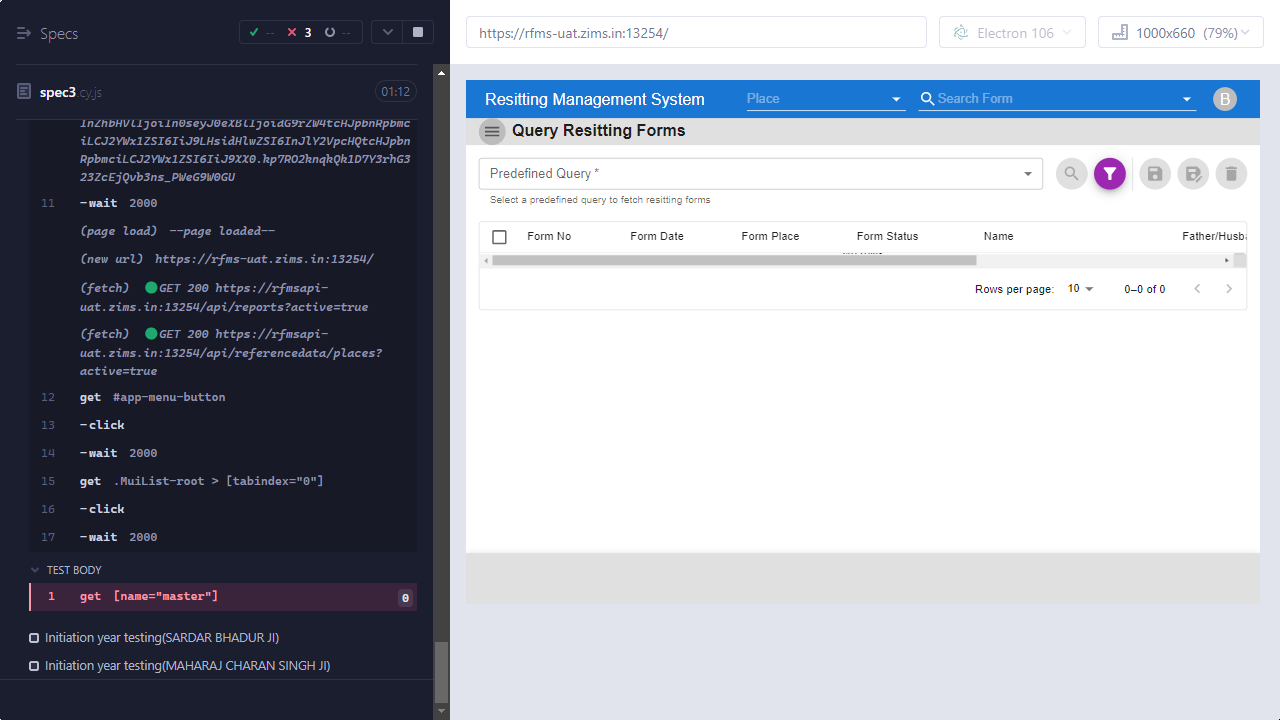 Specs
-- 3 --
spec3.cy.js
01:12
11 -wait 2000
(page load) --page loaded--
(new url) https://rfms-uat.zims.in:13254/
(fetch) GET 200 https://rfmsapi-
uat.zims.in:13254/api/reports?active=true
(fetch) GET 200 https://rfmsapi-
uat.zims.in:13254/api/referencedata/places?
active=true
12 get #app-menu-button
13 -click
14 -wait 2000
15 get .MuiList-root > [tabindex="0"]
16 -click
17 -wait 2000
TEST BODY
1 get [name="master"] 0
Initiation year testing(SARDAR BHADUR JI)
Initiation year testing(MAHARAJ CHARAN SINGH JI)
https://rfms-uat.zims.in:13254/
Electron 106
1000x660 (79%)
Resitting Management System
Place
Search Form
B
Query Resitting Forms
Predefined Query *
Select a predefined query to fetch resitting forms
Form No Form Date Form Place Form Status Name Father/Husba
Rows per page: 10 0–0 of 0